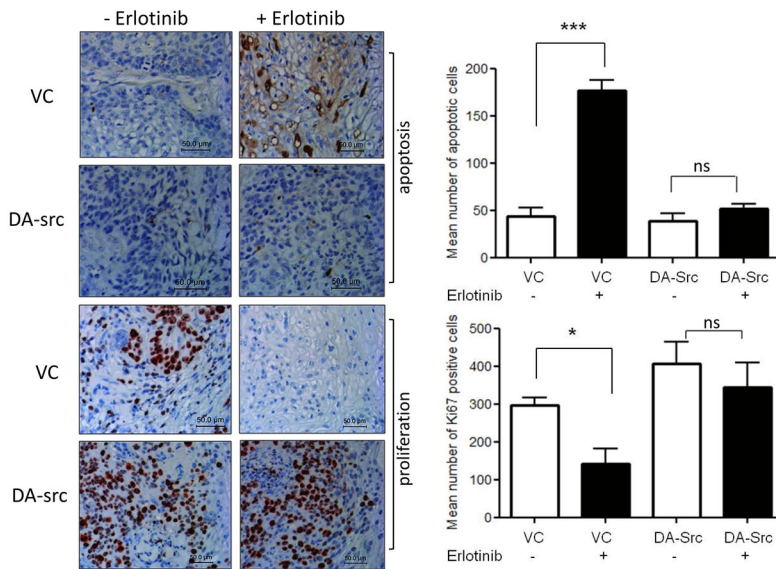 - Erlotinib + Erlotinib
VC
50.0 µm
50.0 µm
DA-src
50.0 µm
50.0 µm
apoptosis
VC
50.0 µm
50.0 µm
DA-src
50.0 µm
50.0 µm
proliferation
Mean number of apoptotic cells
200
150
100
50
0
***
ns
VC VC DA-Src DA-Src
Erlotinib - + - +
Mean number of Ki67 positive cells
500
400
300
200
100
0
*
ns
VC VC DA-Src DA-Src
Erlotinib - + - +